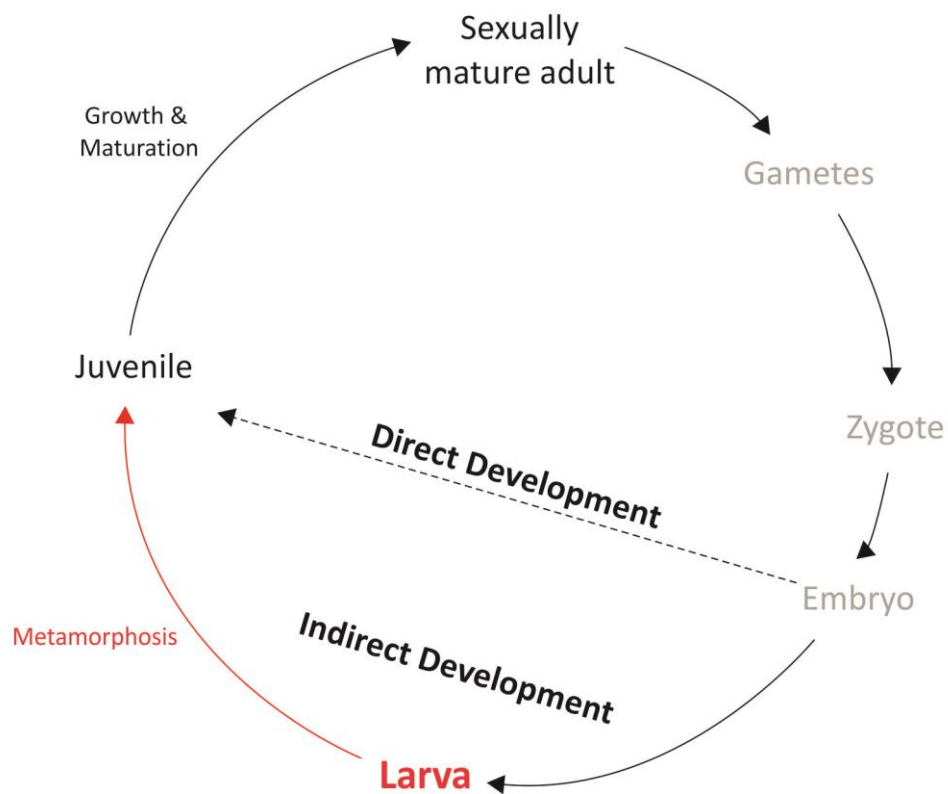 Sexually
mature adult
Growth &
Maturation
Gametes
Juvenile
Zygote
Direct Development
Embryo
Metamorphosis
Indirect Development
Larva